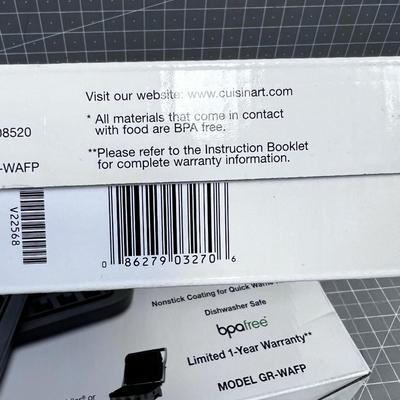 Visit our website: www.cuisinart.com
* All materials that come in contact
with food are BPA free.
08520
**Please refer to the Instruction Booklet
for complete warranty information.
-WAFP
V22568
0 86279 03270 6
Nonstick Coating for Quick
Dishwasher Safe
bpafree
Limited 1-Year Warranty**
MODEL GR-WAFP
or